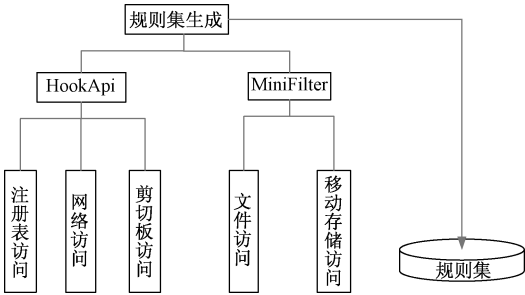 规则集生成
HookApi
MiniFilter
注册表访问
网络访问
剪切板访问
文件访问
移动存储访问
规则集